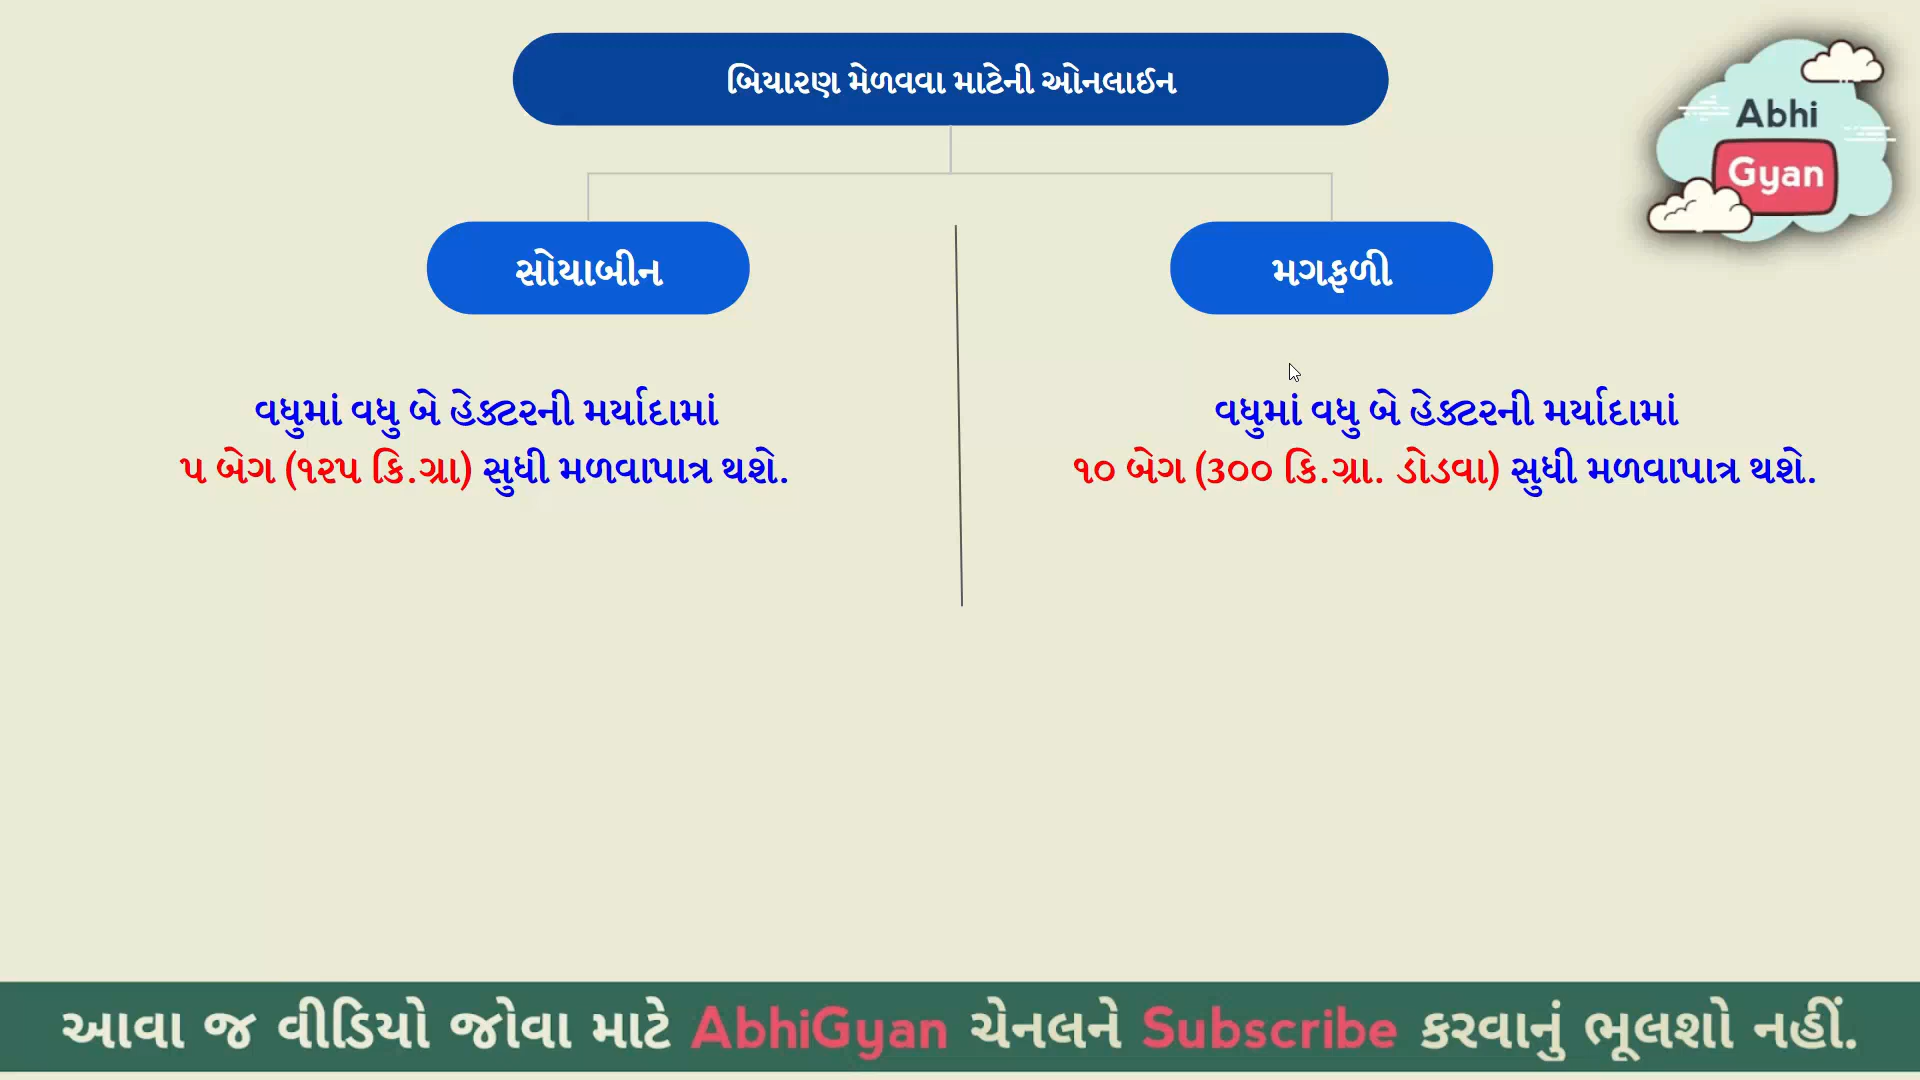 બિયારણ મેળવવા માટેની ઓનલાઈન
Abhi
Gyan
સોયાબીન
મગફળી
વધુમાં વધુ બે હેક્ટરની મર્યાદામાં
૫ બેગ (૧૨૫ કિ.ગ્રા) સુધી મળવાપાત્ર થશે.
વધુમાં વધુ બે હેક્ટરની મર્યાદામાં
૧૦ બેગ (૩૦૦ કિ.ગ્રા. ડોડવા) સુધી મળવાપાત્ર થશે.
આવા જ વીડિયો જોવા માટે AbhiGyan ચેનલને Subscribe કરવાનું ભૂલશો નહીં.